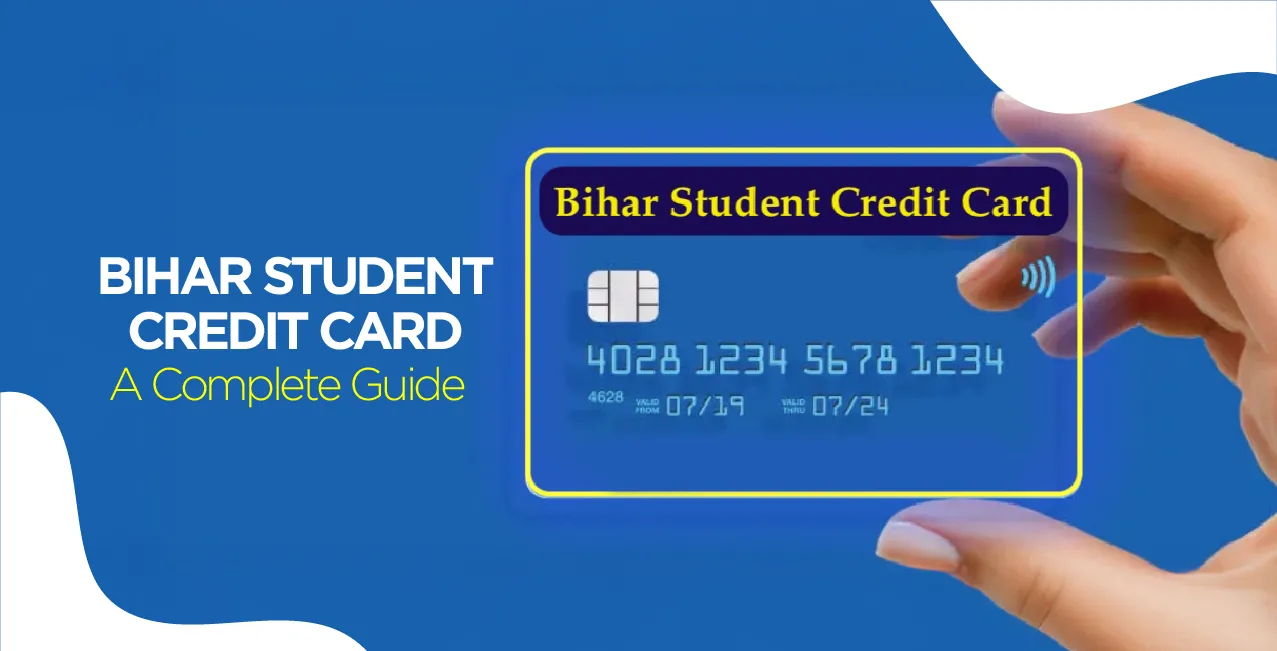 BIHAR STUDENT
CREDIT CARD
A Complete Guide
Bihar Student Credit Card
4028 1234 5678 1234
4628 VALID FROM 07/19 VALID THRU 07/24